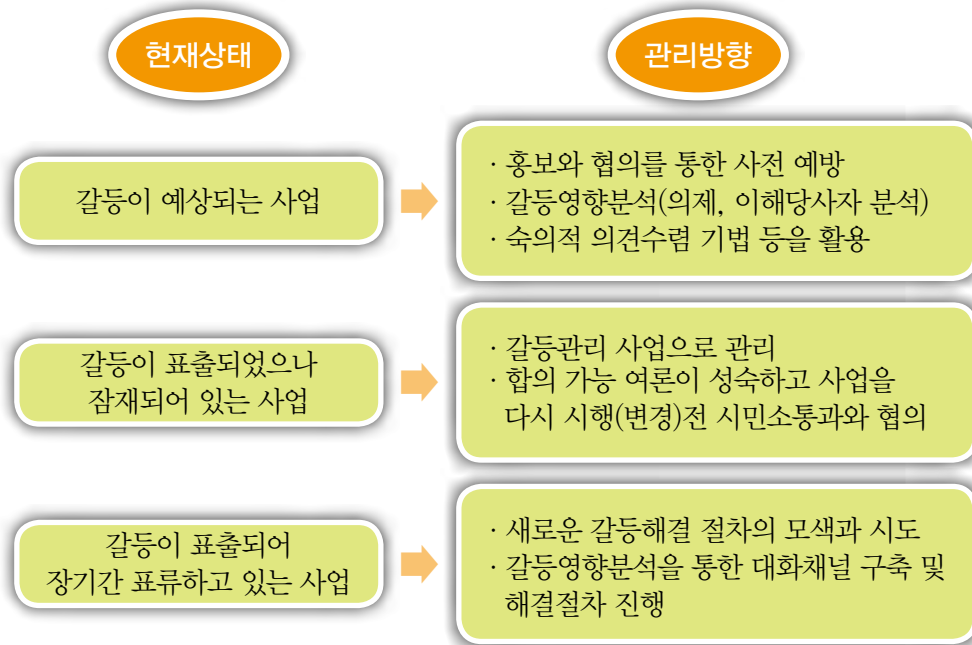 현재상태
관리방향
갈등이 예상되는 사업
· 홍보와 협의를 통한 사전 예방
· 갈등영향분석(의제, 이해당사자 분석)
· 숙의적 의견수렴 기법 등을 활용
갈등이 표출되었으나
잠재되어 있는 사업
· 갈등관리 사업으로 관리
· 합의 가능 여론이 성숙하고 사업을
다시 시행(변경)전 시민소통과와 협의
갈등이 표출되어
장기간 표류하고 있는 사업
· 새로운 갈등해결 절차의 모색과 시도
· 갈등영향분석을 통한 대화채널 구축 및
해결절차 진행